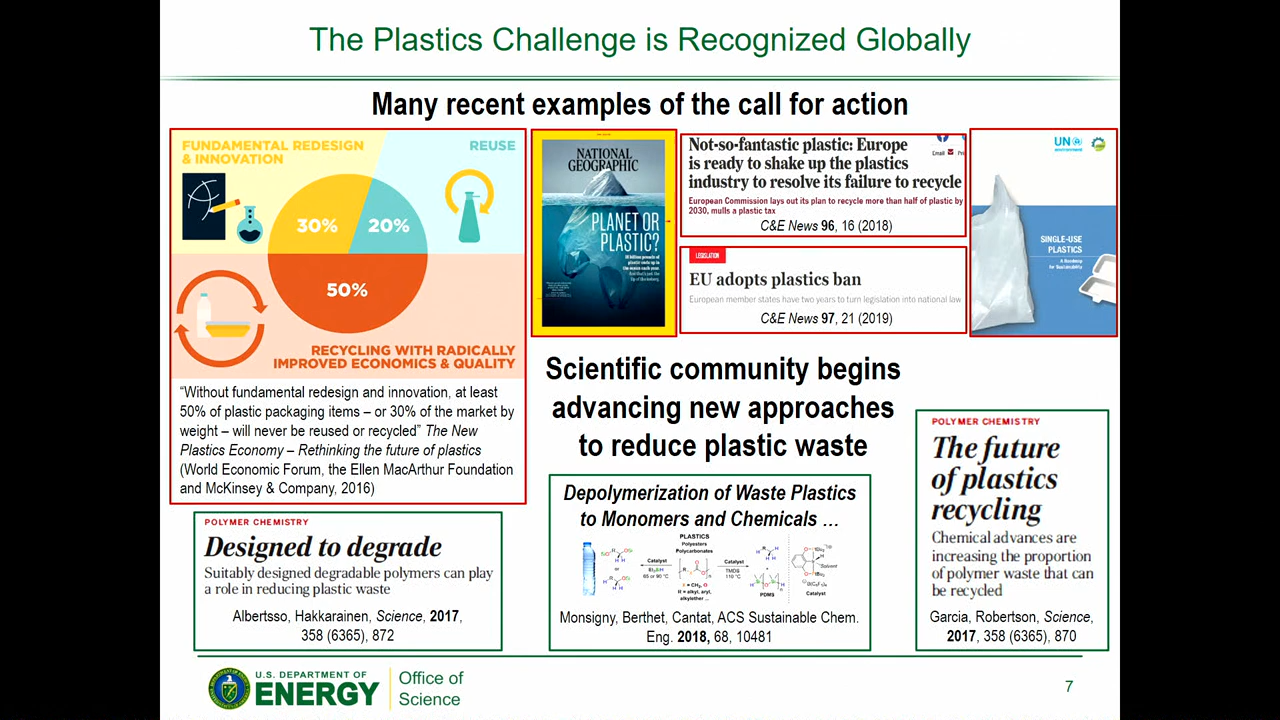 The Plastics Challenge is Recognized Globally
Many recent examples of the call for action
FUNDAMENTAL REDESIGN
& INNOVATION
REUSE
30%
20%
50%
RECYCLING WITH RADICALLY
IMPROVED ECONOMICS & QUALITY
“Without fundamental redesign and innovation, at least
50% of plastic packaging items – or 30% of the market by
weight – will never be reused or recycled” The New
Plastics Economy – Rethinking the future of plastics
(World Economic Forum, the Ellen MacArthur Foundation
and McKinsey & Company, 2016)
NATIONAL
GEOGRAPHIC
PLANET OR
PLASTIC?
Not-so-fantastic plastic: Europe
is ready to shake up the plastics
industry to resolve its failure to recycle
Email
European Commission lays out its plan to recycle more than half of plastic by
2030, mulls a plastic tax
C&E News 96, 16 (2018)
LEGISLATION
EU adopts plastics ban
European member states have two years to turn legislation into national law
C&E News 97, 21 (2019)
UN
environment
SINGLE-USE
PLASTICS
A Roadmap
for Sustainability
Scientific community begins
advancing new approaches
to reduce plastic waste
POLYMER CHEMISTRY
Designed to degrade
Suitably designed degradable polymers can play
a role in reducing plastic waste
Albertsso, Hakkarainen, Science, 2017,
358 (6365), 872
Depolymerization of Waste Plastics
to Monomers and Chemicals …
PLASTICS
Polyesters
Polycarbonates
Catalyst
Catalyst
TMDS
110 °C
PDMS
Solvent
Catalyst
Monsigny, Berthet, Cantat, ACS Sustainable Chem.
Eng. 2018, 68, 10481
POLYMER CHEMISTRY
The future
of plastics
recycling
Chemical advances are
increasing the proportion
of polymer waste that can
be recycled
Garcia, Robertson, Science,
2017, 358 (6365), 870
U.S. DEPARTMENT OF
ENERGY
Office of
Science
7